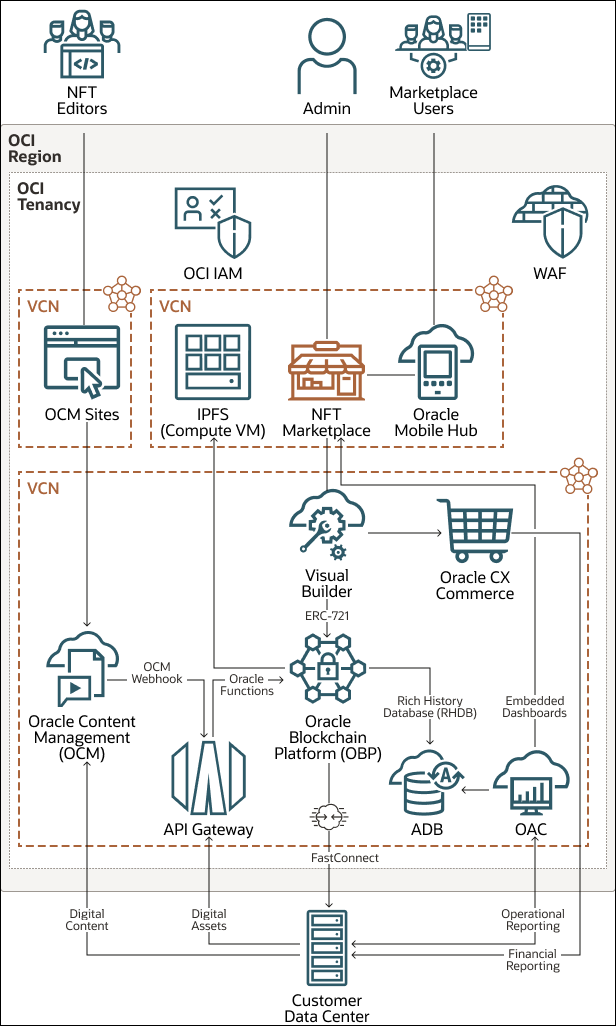 NFT
Editors
Admin
Marketplace
Users
OCI
Region
OCI
Tenancy
OCI IAM
WAF
VCN
VCN
OCM Sites
IPFS
(Compute VM)
NFT
Marketplace
Oracle
Mobile Hub
VCN
Visual
Builder
Oracle CX
Commerce
ERC-721
OCM
Webhook
Oracle
Functions
Oracle Content
Management
(OCM)
Oracle
Blockchain
Platform (OBP)
Rich History
Database (RHDB)
Embedded
Dashboards
A
API Gateway
ADB
OAC
FastConnect
Digital
Content
Digital
Assets
Operational
Reporting
Financial
Reporting
Customer
Data Center